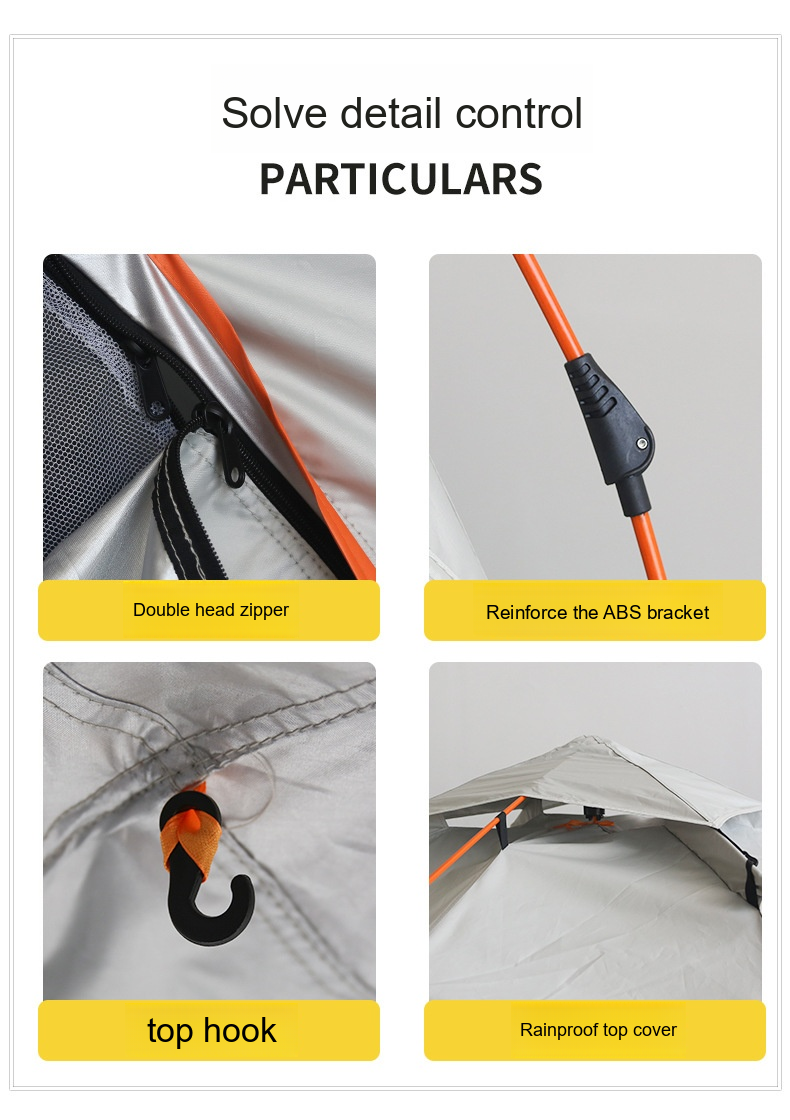 Solve detail control
PARTICULARS
Double head zipper
Reinforce the ABS bracket
top hook
Rainproof top cover